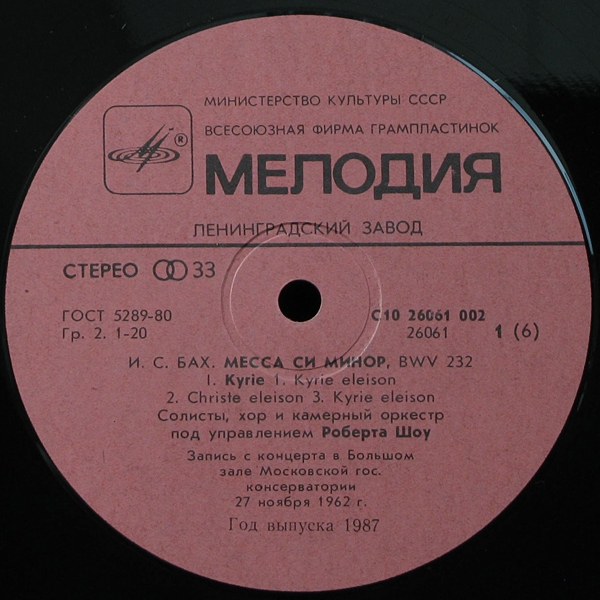 МИНИСТЕРСТВО КУЛЬТУРЫ СССР
ВСЕСОЮЗНАЯ ФИРМА ГРАМПЛАСТИНОК
®
МЕЛОДИЯ
ЛЕНИНГРАДСКИЙ ЗАВОД
СТЕРЕО 33
ГОСТ 5289-80 С10 26061 002
Гр. 2. 1-20 26061 1 (6)
И. С. БАХ. МЕССА СИ МИНОР, BWV 232
I. Kyrie 1. Kyrie eleison
2. Christe eleison 3. Kyrie eleison
Солисты, хор и камерный оркестр
под управлением Роберта Шоу
Запись с концерта в Большом
зале Московской гос.
консерватории
27 ноября 1962 г.
Год выпуска 1987